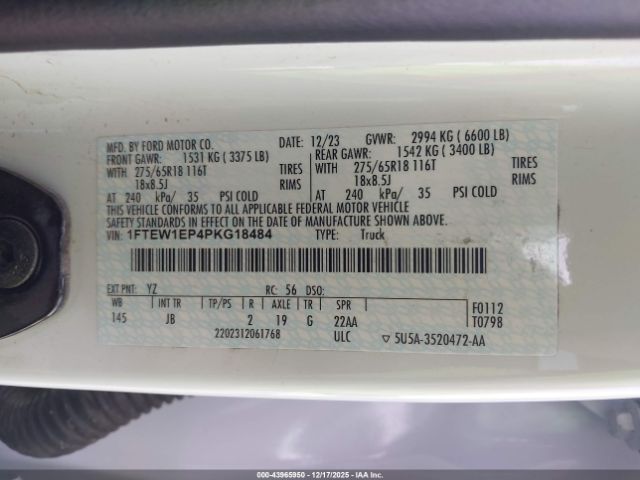 MFD. BY FORD MOTOR CO. DATE: 12/23 GVWR: 2994 KG ( 6600 LB)
FRONT GAWR: 1531 KG ( 3375 LB) REAR GAWR: 1542 KG ( 3400 LB)
WITH 275/65R18 116T TIRES WITH 275/65R18 116T TIRES
18x8.5J RIMS 18x8.5J RIMS
AT 240 kPa/ 35 PSI COLD AT 240 kPa/ 35 PSI COLD
THIS VEHICLE CONFORMS TO ALL APPLICABLE FEDERAL MOTOR VEHICLE
SAFETY STANDARDS IN EFFECT ON THE DATE OF MANUFACTURE SHOWN ABOVE.
VIN: 1FTEW1EP4PKG18484 TYPE: Truck
EXT PNT: YZ RC: 56 DSO:
WB INT TR TP/PS R AXLE TR SPR F0112
145 JB 2 19 G 22AA T0798
2202312061768 ULC ▽ 5U5A-3520472-AA
000-43965950 12/17/2025 IAA